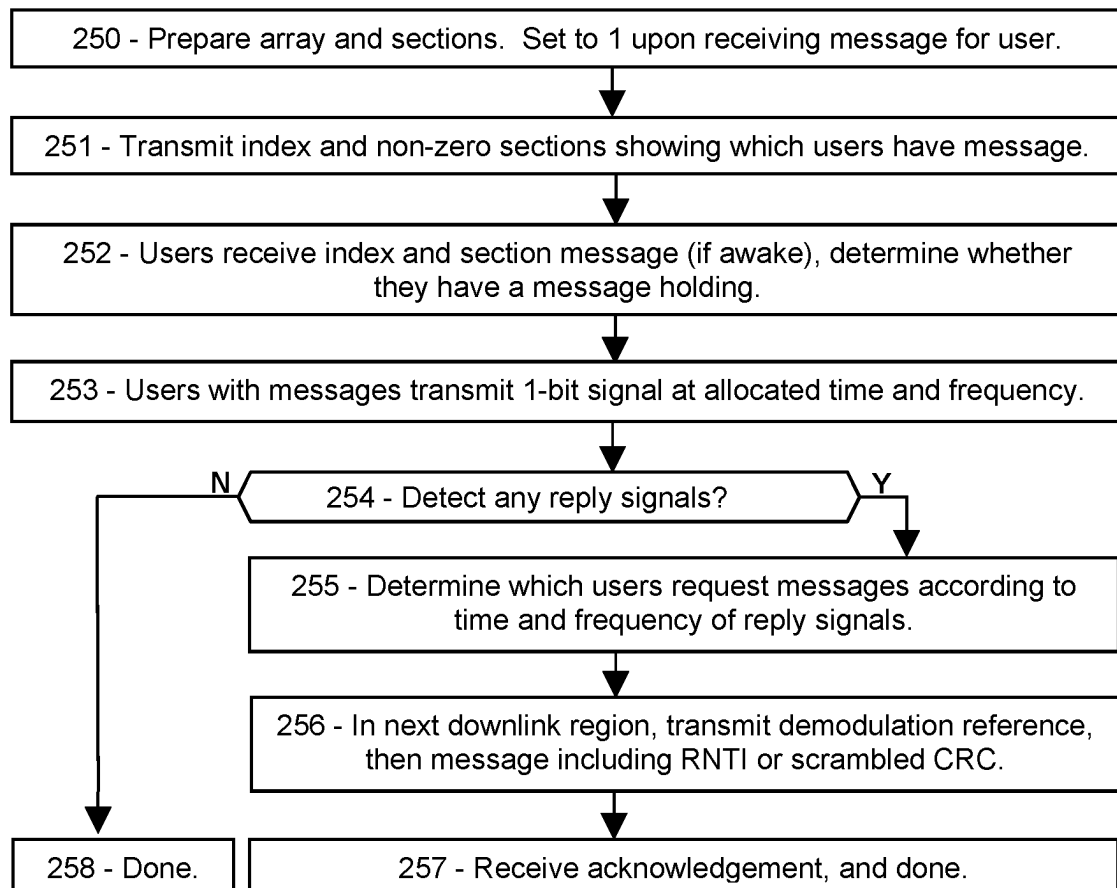 250 - Prepare array and sections.  Set to 1 upon receiving message for user.
251 - Transmit index and non-zero sections showing which users have message.
252 - Users receive index and section message (if awake), determine whether
they have a message holding.
253 - Users with messages transmit 1-bit signal at allocated time and frequency.
N
254 - Detect any reply signals?
Y
255 - Determine which users request messages according to
time and frequency of reply signals.
256 - In next downlink region, transmit demodulation reference,
then message including RNTI or scrambled CRC.
258 - Done.
257 - Receive acknowledgement, and done.